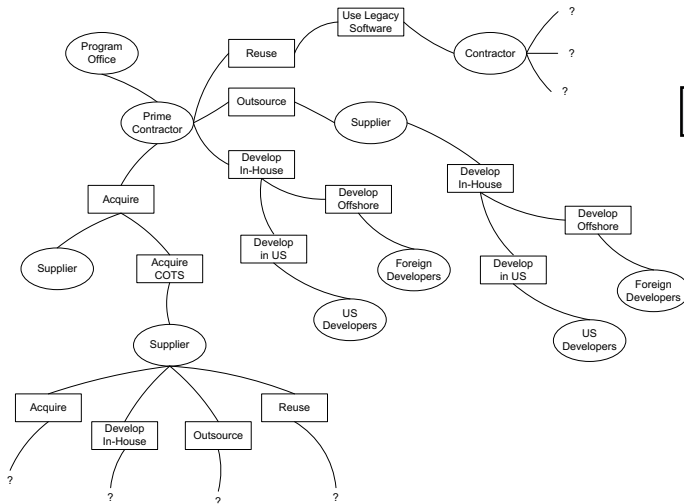 Program
Office
Prime
Contractor
Reuse
Use Legacy
Software
Contractor
?
?
?
Outsource
Supplier
Develop
In-House
Develop
Offshore
Foreign
Developers
Develop
in US
US
Developers
Develop
In-House
Develop
Offshore
Foreign
Developers
Develop
in US
US
Developers
Acquire
Supplier
Acquire
COTS
Supplier
Acquire
?
Develop
In-House
?
Outsource
?
Reuse
?